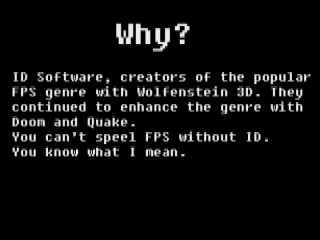 Why?
ID Software, creators of the popular
FPS genre with Wolfenstein 3D. They
continued to enhance the genre with
Doom and Quake.
You can't speel FPS without ID.
You know what I mean.